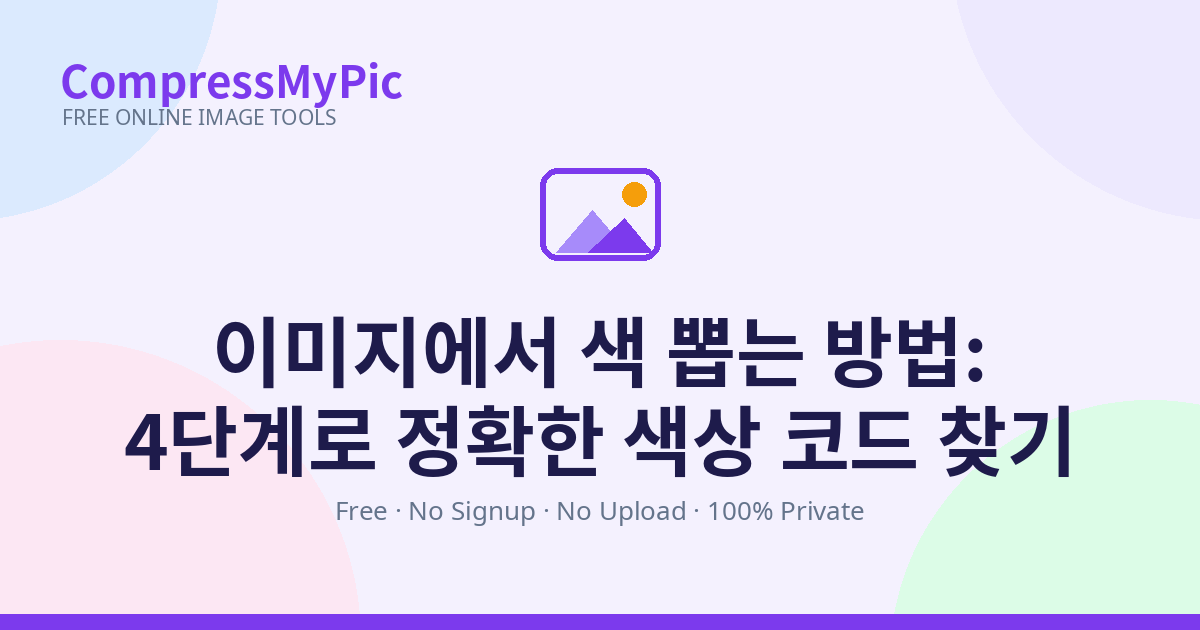 CompressMyPic
FREE ONLINE IMAGE TOOLS
이미지에서 색 뽑는 방법:
4단계로 정확한 색상 코드 찾기
Free · No Signup · No Upload · 100% Private